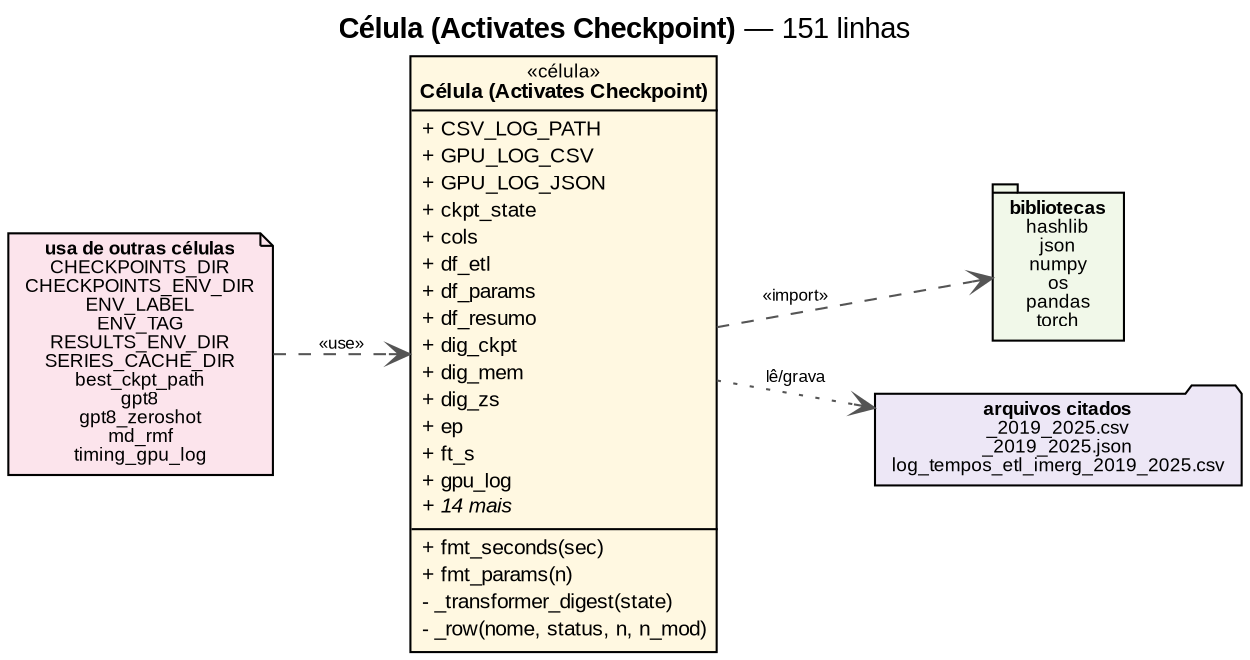 Célula (Activates Checkpoint) — 151 linhas
usa de outras células
CHECKPOINTS_DIR
CHECKPOINTS_ENV_DIR
ENV_LABEL
ENV_TAG
RESULTS_ENV_DIR
SERIES_CACHE_DIR
best_ckpt_path
gpt8
gpt8_zeroshot
md_rmf
timing_gpu_log
«use»
«célula»
Célula (Activates Checkpoint)
+ CSV_LOG_PATH
+ GPU_LOG_CSV
+ GPU_LOG_JSON
+ ckpt_state
+ cols
+ df_etl
+ df_params
+ df_resumo
+ dig_ckpt
+ dig_mem
+ dig_zs
+ ep
+ ft_s
+ gpu_log
+ 14 mais
+ fmt_seconds(sec)
+ fmt_params(n)
- _transformer_digest(state)
- _row(nome, status, n, n_mod)
«import»
bibliotecas
hashlib
json
numpy
os
pandas
torch
lê/grava
arquivos citados
_2019_2025.csv
_2019_2025.json
log_tempos_etl_imerg_2019_2025.csv